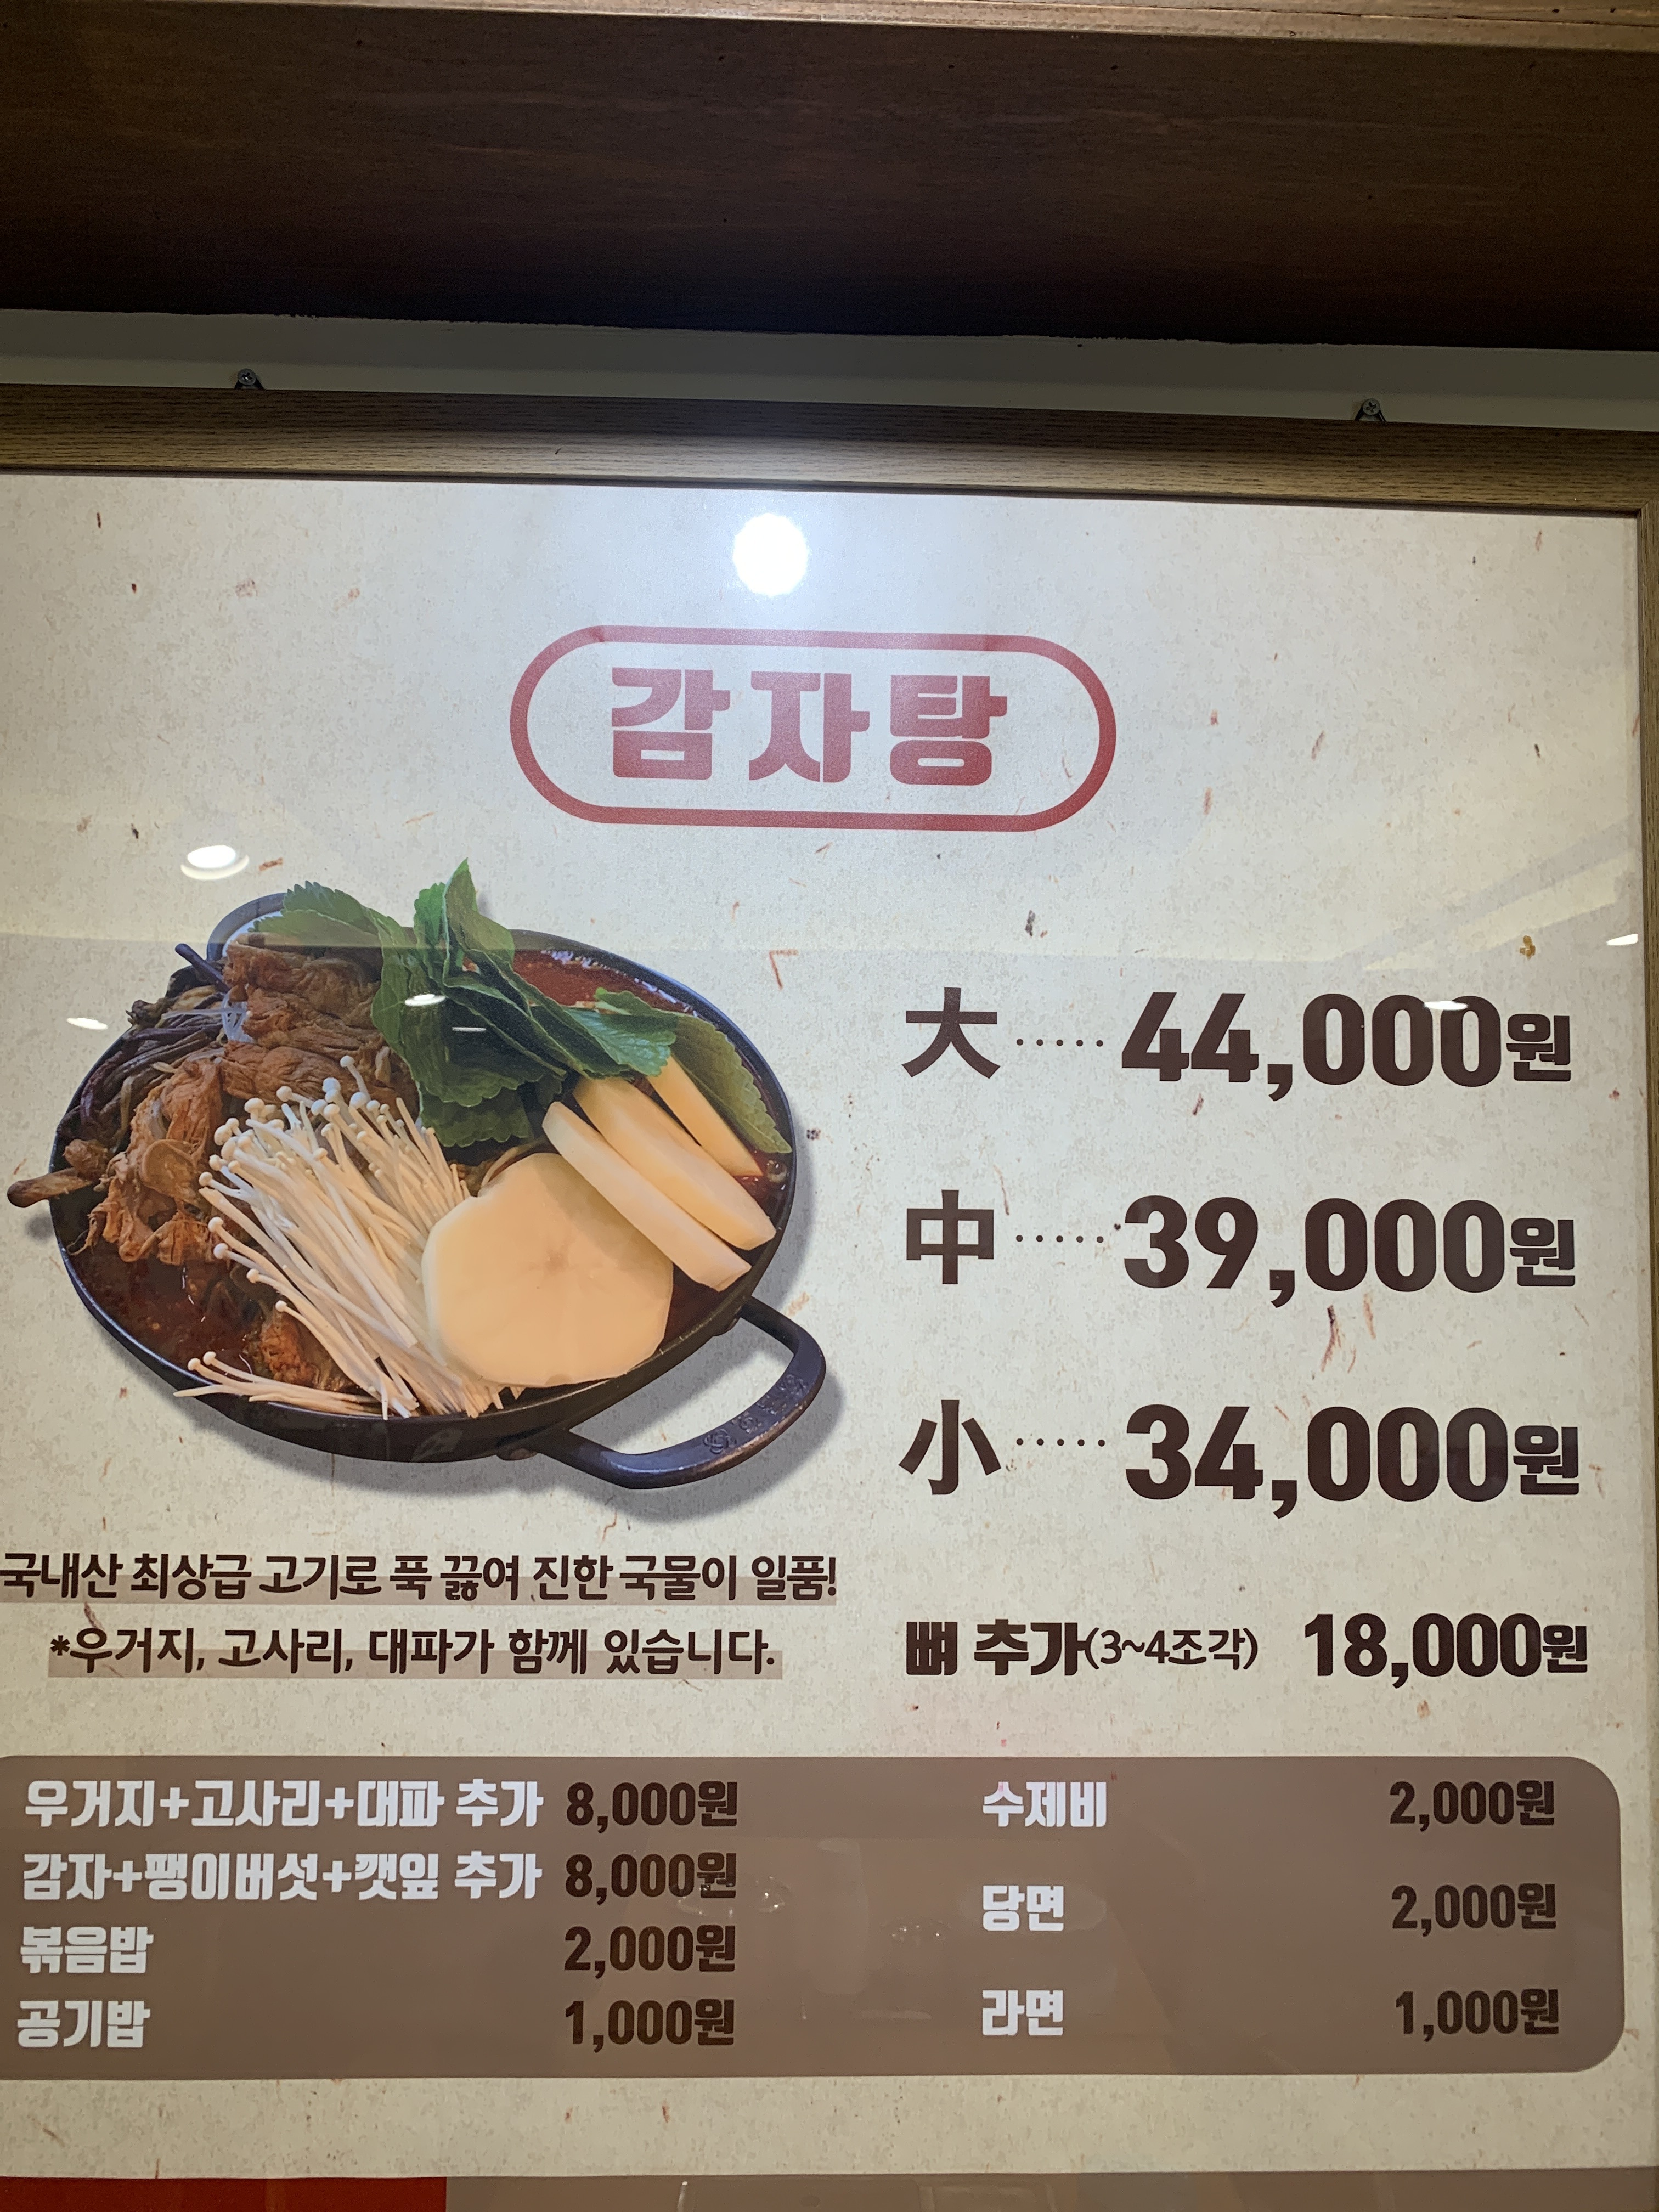 감자탕
大 ····· 44,000원
中 ····· 39,000원
小 ····· 34,000원
국내산 최상급 고기로 푹 끓여 진한 국물이 일품!
*우거지, 고사리, 대파가 함께 있습니다.
뼈 추가(3~4조각) 18,000원
우거지+고사리+대파 추가 8,000원
감자+팽이버섯+깻잎 추가 8,000원
볶음밥 2,000원
공기밥 1,000원
수제비 2,000원
당면 2,000원
라면 1,000원